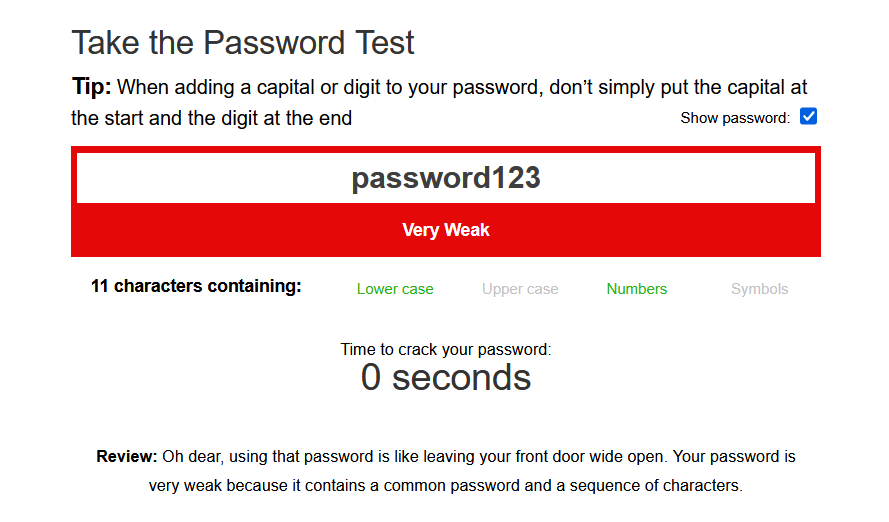 Take the Password Test
Tip: When adding a capital or digit to your password, don’t simply put the capital at
the start and the digit at the end
Show password:
password123
Very Weak
11 characters containing:
Lower case
Upper case
Numbers
Symbols
Time to crack your password:
0 seconds
Review: Oh dear, using that password is like leaving your front door wide open. Your password is
very weak because it contains a common password and a sequence of characters.